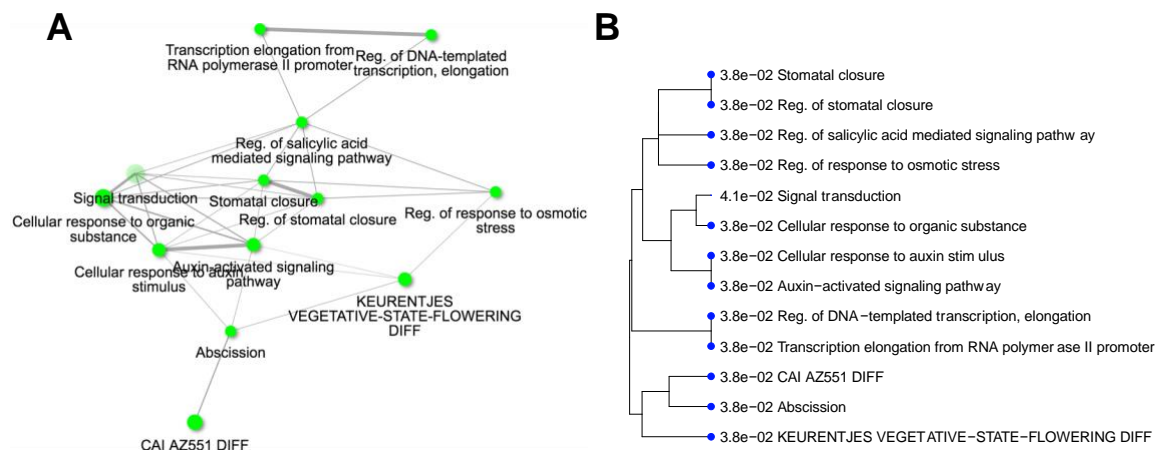 A
Transcription elongation from
RNA polymerase II promoter
Reg. of DNA-templated
transcription, elongation
Reg. of salicylic acid
mediated signaling pathway
Signal transduction
Stomatal closure
Cellular response to organic
substance
Reg. of stomatal closure
Reg. of response to osmotic
stress
Cellular response to auxin
stimulus
Auxin-activated signaling
pathway
KEURENTJES
VEGETATIVE-STATE-FLOWERING
DIFF
Abscission
CAI AZ551 DIFF
B
3.8e−02 Stomatal closure
3.8e−02 Reg. of stomatal closure
3.8e−02 Reg. of salicylic acid mediated signaling pathw ay
3.8e−02 Reg. of response to osmotic stress
4.1e−02 Signal transduction
3.8e−02 Cellular response to organic substance
3.8e−02 Cellular response to auxin stim ulus
3.8e−02 Auxin−activated signaling pathway
3.8e−02 Reg. of DNA−templated transcription, elongation
3.8e−02 Transcription elongation from RNA polymer ase II promoter
3.8e−02 CAI AZ551 DIFF
3.8e−02 Abscission
3.8e−02 KEURENTJES VEGETATIVE−STATE−FLOWERING DIFF